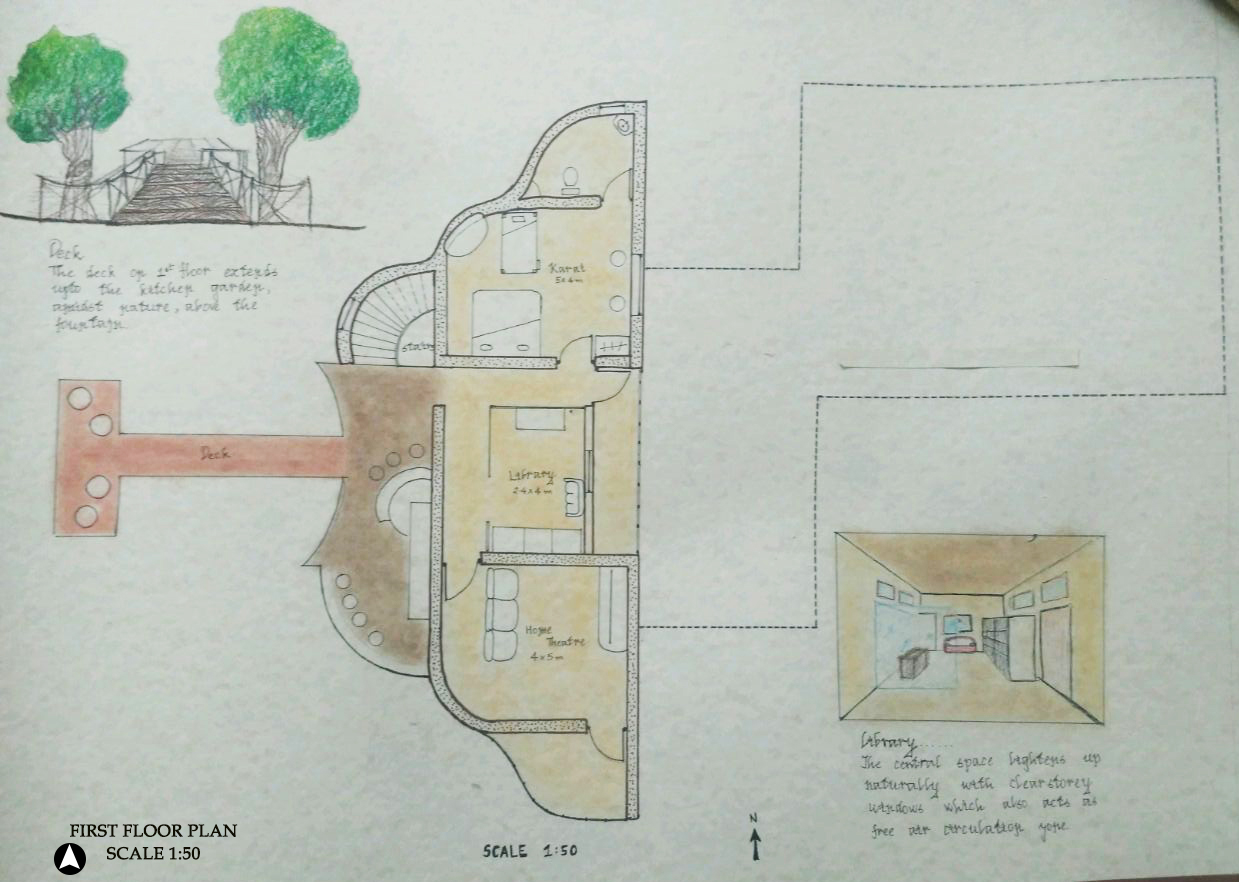 Deck
The deck on 1st floor extends
upto the kitchen garden,
amidst nature, above the
fountain.
Karat
5x4m
stairs
Deck
Library
2.4x4m
Home
Theatre
4x5m
Library......
The central space lightens up
naturally with clearstorey
windows which also acts as
free air circulation zone.
FIRST FLOOR PLAN
SCALE 1:50
SCALE 1:50
N